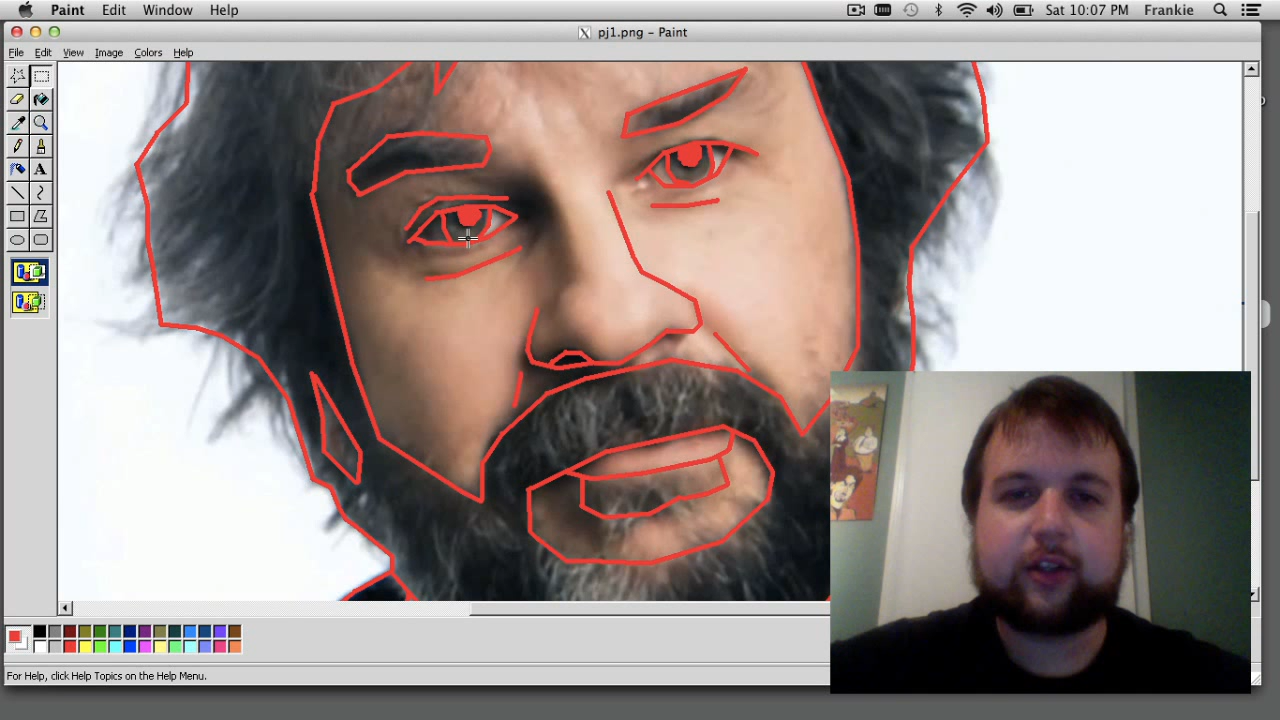 Paint Edit Window Help Sat 10:07 PM Frankie
pj1.png - Paint
File Edit View Image Colors Help
A
For Help, click Help Topics on the Help Menu.